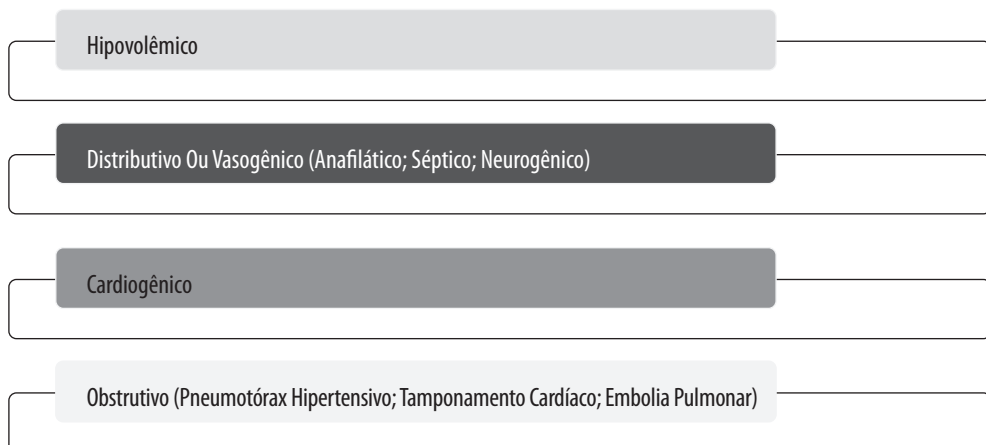 Hipovolêmico
Distributivo Ou Vasogênico (Anafilático; Séptico; Neurogênico)
Cardiogênico
Obstrutivo (Pneumotórax Hipertensivo; Tamponamento Cardíaco; Embolia Pulmonar)